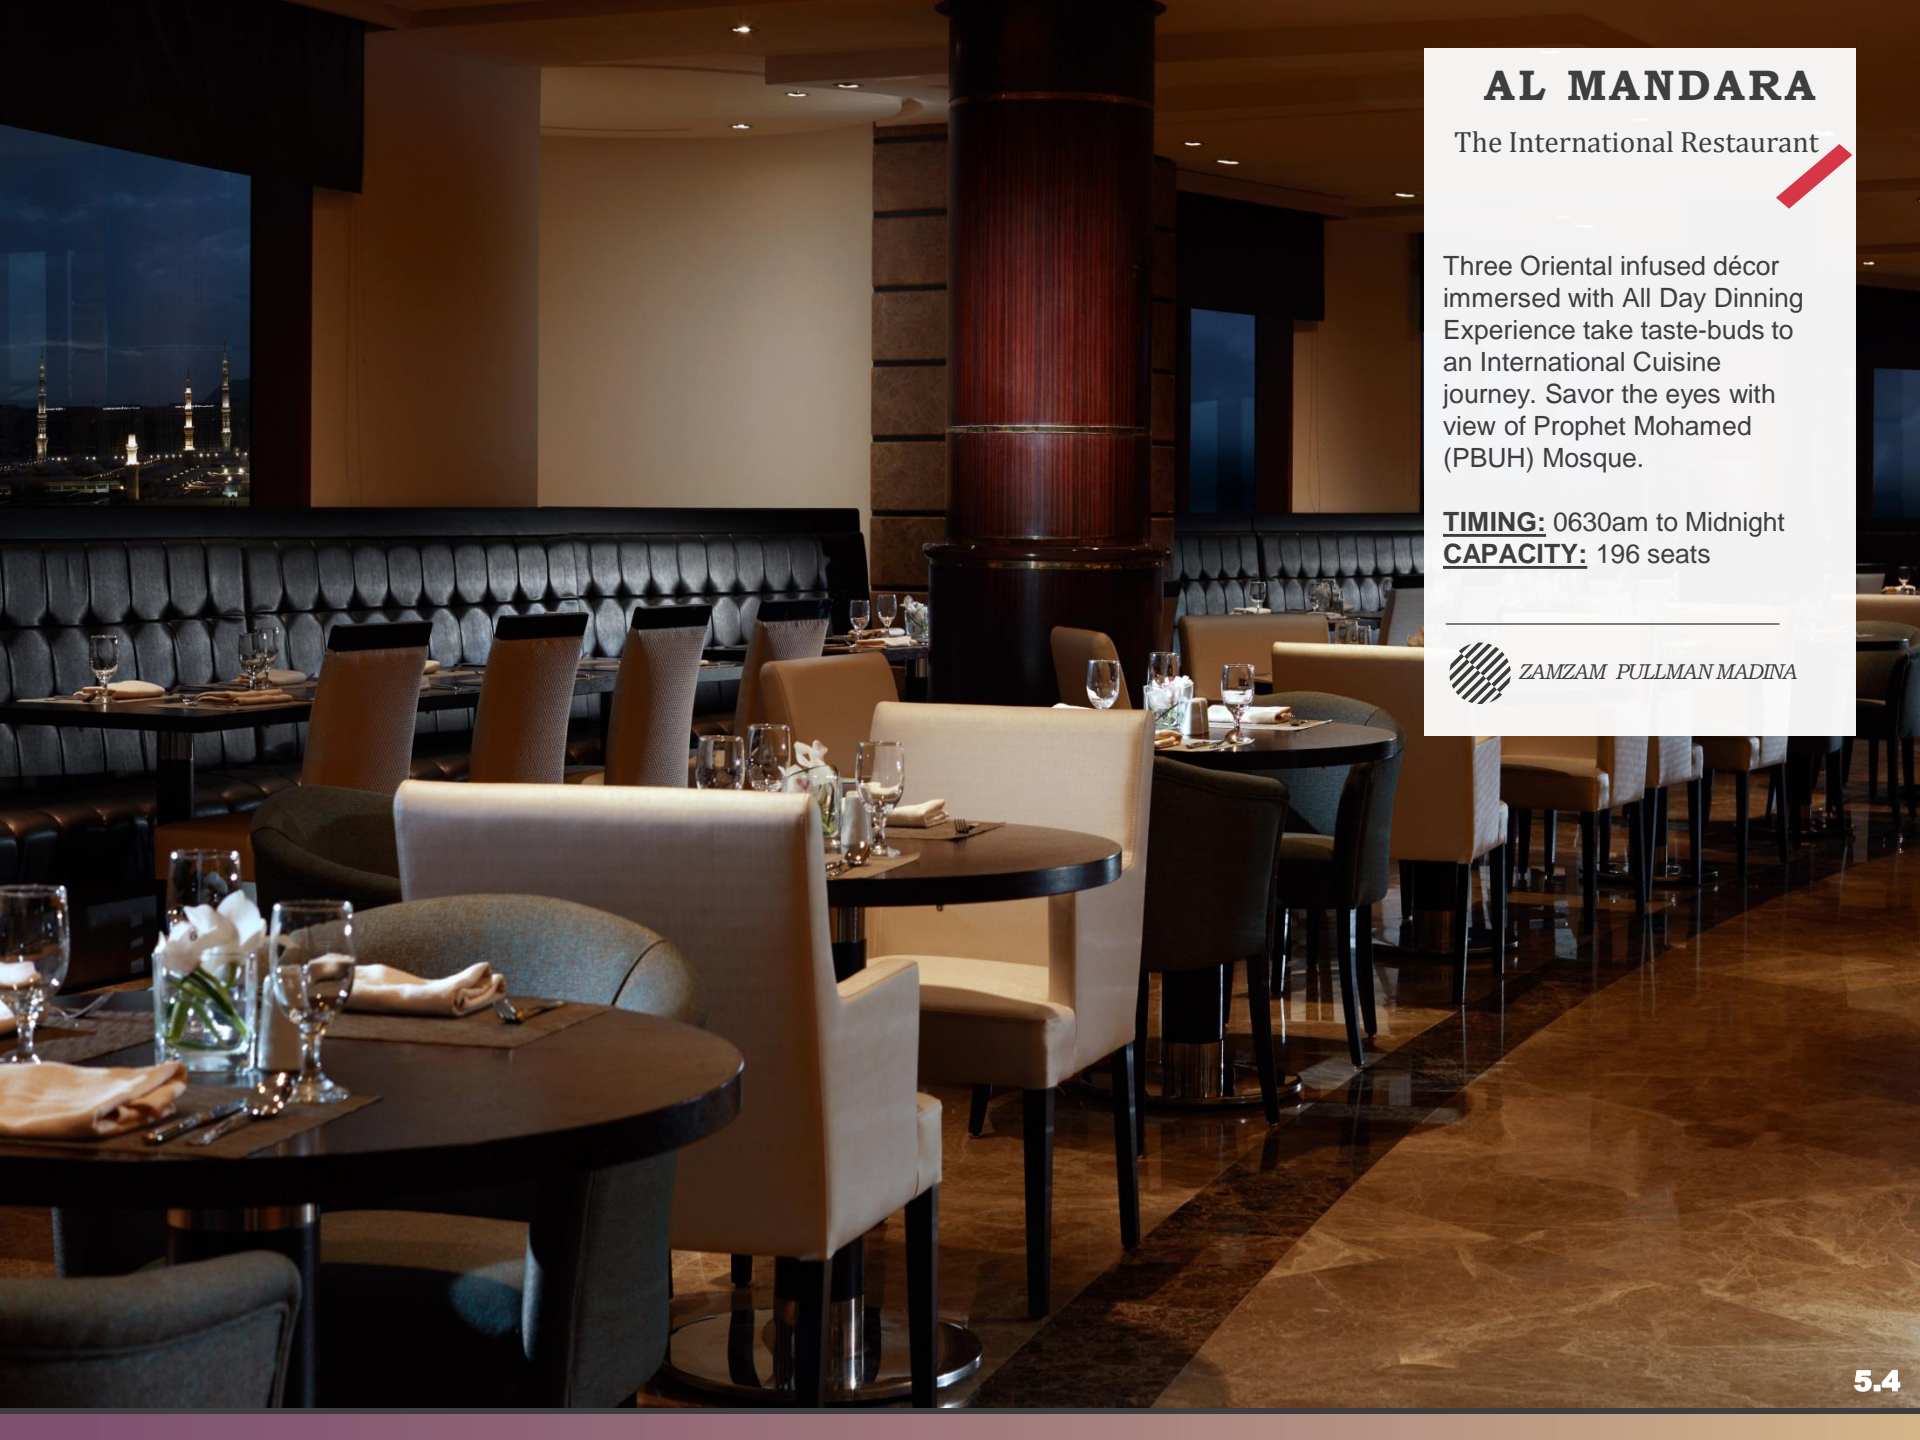 AL MANDARA
The International Restaurant
Three Oriental infused décor
immersed with All Day Dinning
Experience take taste-buds to
an International Cuisine
journey. Savor the eyes with
view of Prophet Mohamed
(PBUH) Mosque.
TIMING: 0630am to Midnight
CAPACITY: 196 seats
ZAMZAM PULLMAN MADINA
5.4